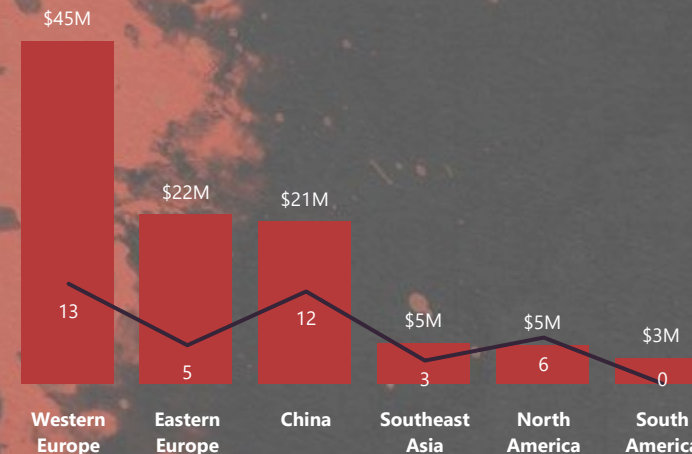 $45M
$22M
$21M
$5M
$5M
$3M
13
5
12
3
6
0
Western
Europe
Eastern
Europe
China
Southeast
Asia
North
America
South
America